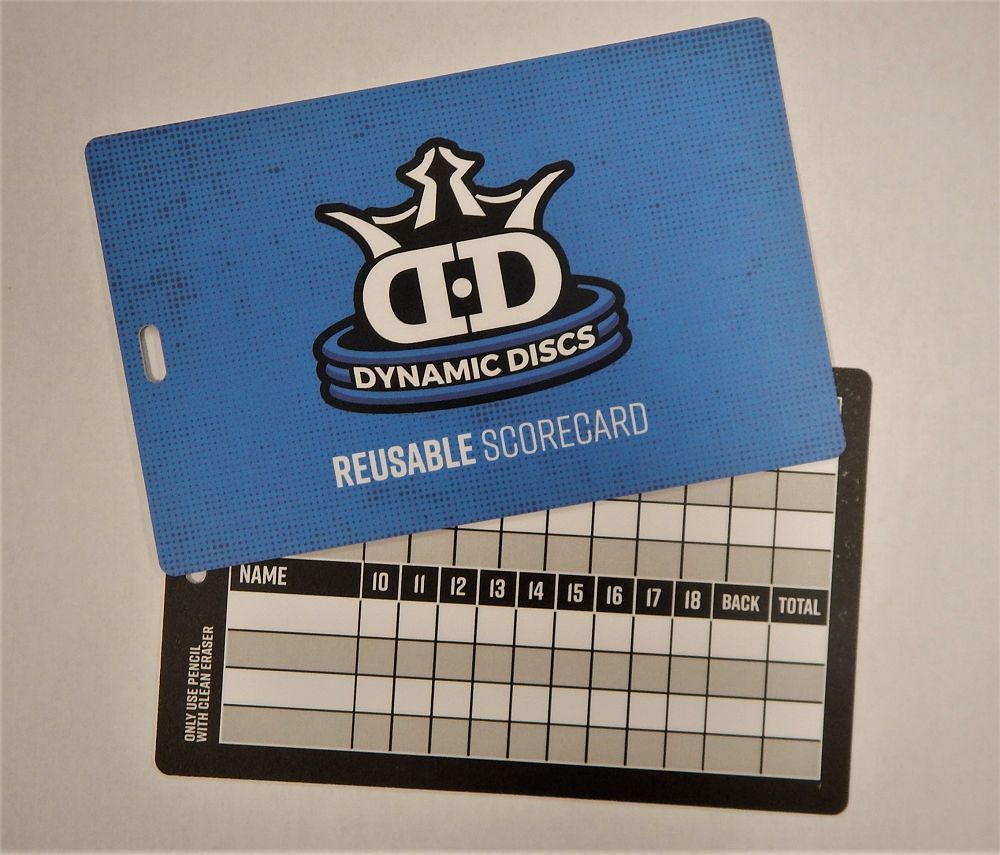 DD
DYNAMIC DISCS
REUSABLE SCORECARD
NAME 10 11 12 13 14 15 16 17 18 BACK TOTAL
ONLY USE PENCIL
WITH CLEAN ERASER